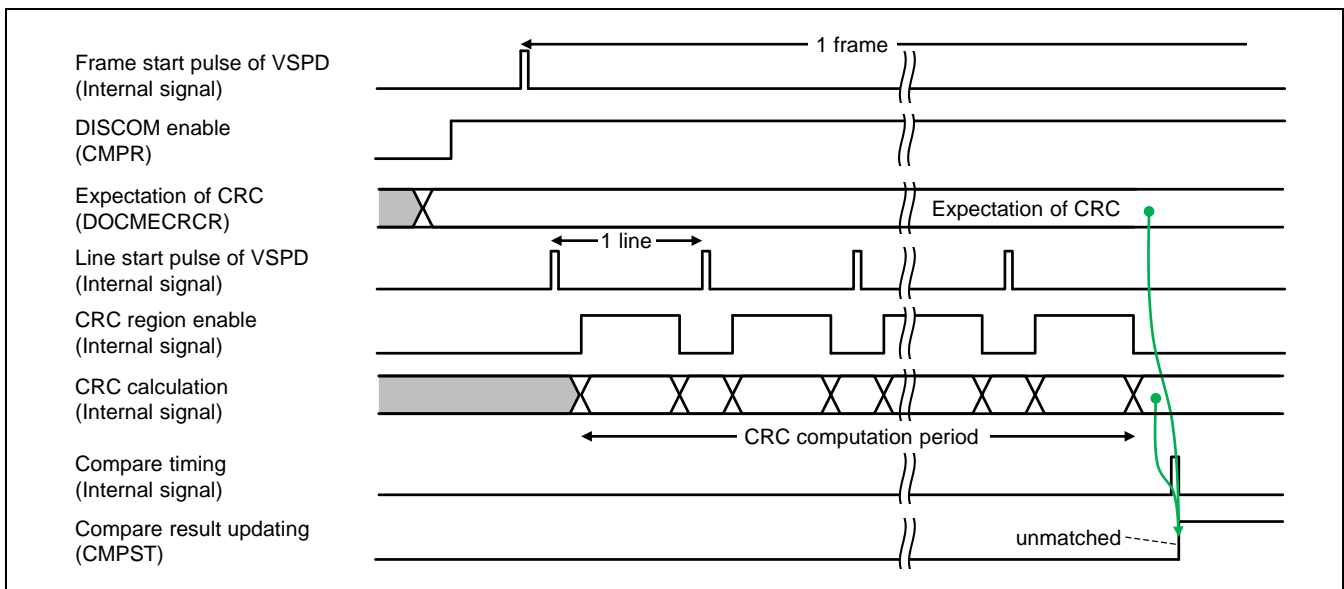 1 frame
Frame start pulse of VSPD
(Internal signal)
DISCOM enable
(CMPR)
Expectation of CRC
(DOCMECRCR)
Expectation of CRC
1 line
Line start pulse of VSPD
(Internal signal)
CRC region enable
(Internal signal)
CRC calculation
(Internal signal)
CRC computation period
Compare timing
(Internal signal)
Compare result updating
(CMPST)
unmatched